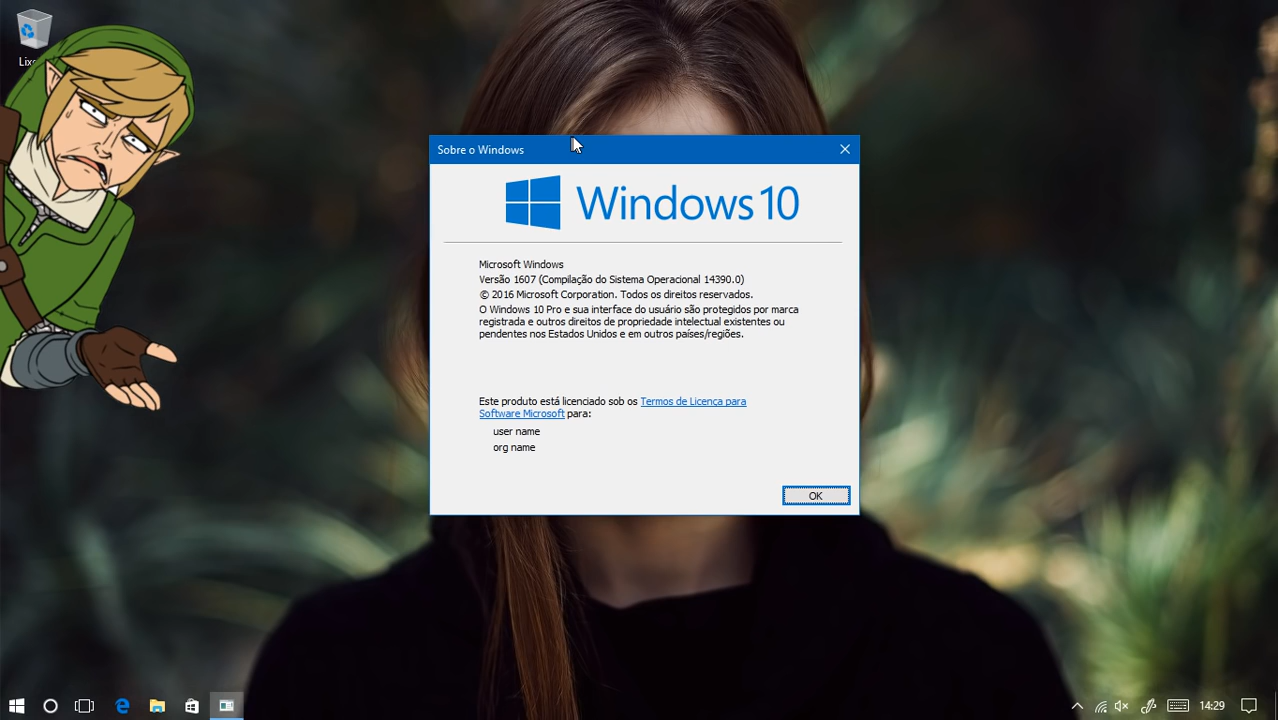 Sobre o Windows
Windows 10
Microsoft Windows
Versão 1607 (Compilação do Sistema Operacional 14390.0)
© 2016 Microsoft Corporation. Todos os direitos reservados.
O Windows 10 Pro e sua interface do usuário são protegidos por marca
registrada e outros direitos de propriedade intelectual existentes ou
pendentes nos Estados Unidos e em outros países/regiões.
Este produto está licenciado sob os Termos de Licença para
Software Microsoft para:
user name
org name
OK
14:29